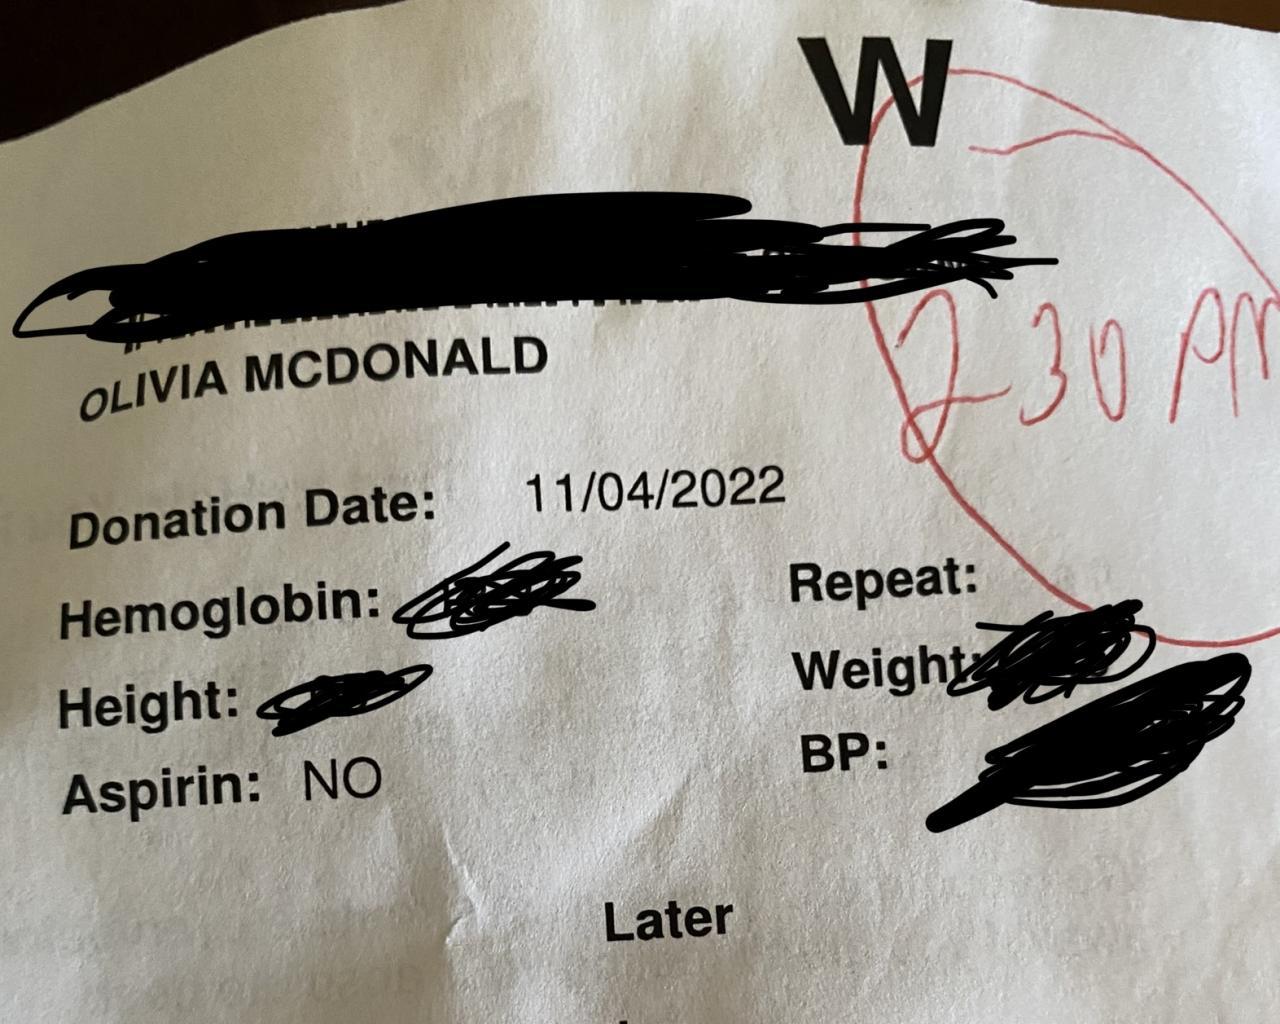 W
OLIVIA MCDONALD
2 30 PM
Donation Date: 11/04/2022
Hemoglobin:
Repeat:
Height:
Weight:
Aspirin: NO
BP:
Later